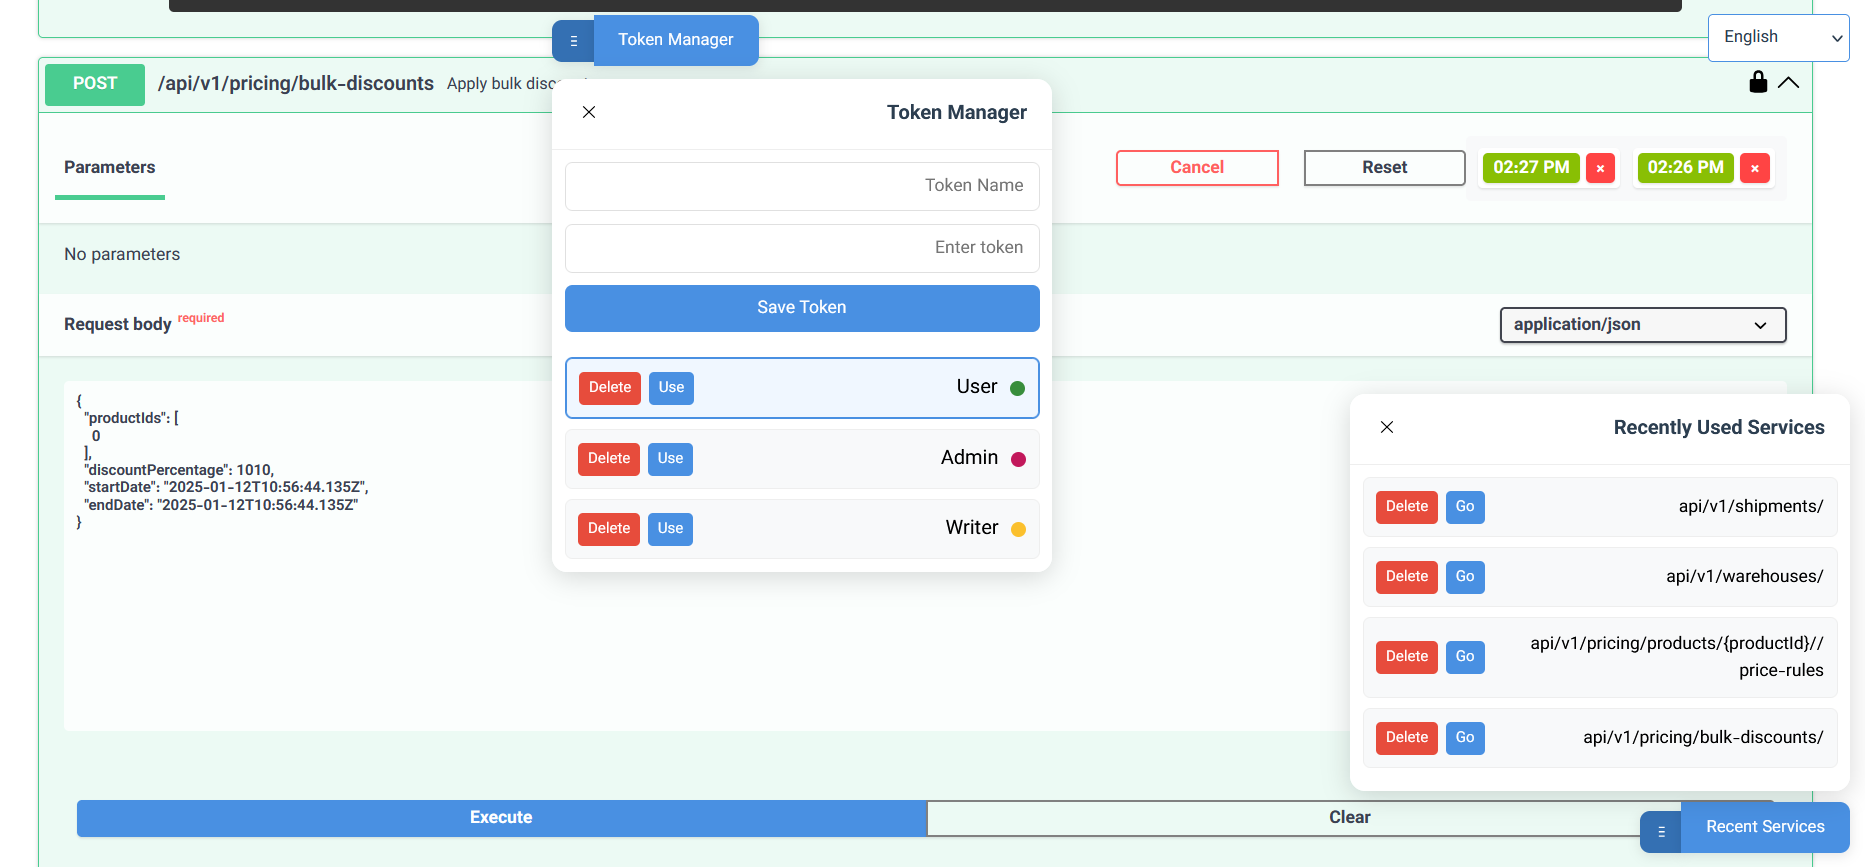 Token Manager
English
POST /api/v1/pricing/bulk-discounts Apply bulk disc
Token Manager
Parameters
Cancel
Reset
02:27 PM ×
02:26 PM ×
Token Name
No parameters
Enter token
Save Token
Request body required
application/json
Delete Use User
Delete Use Admin
Delete Use Writer
{
"productIds": [
0
],
"discountPercentage": 1010,
"startDate": "2025-01-12T10:56:44.135Z",
"endDate": "2025-01-12T10:56:44.135Z"
}
Recently Used Services
Delete Go api/v1/shipments/
Delete Go api/v1/warehouses/
Delete Go api/v1/pricing/products/{productId}//
price-rules
Delete Go api/v1/pricing/bulk-discounts/
Execute
Clear
Recent Services